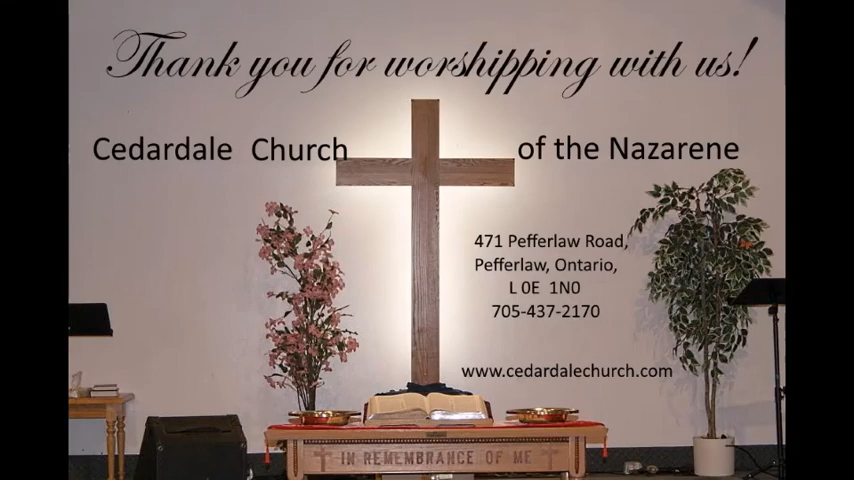 Thank you for worshipping with us!
Cedardale Church of the Nazarene
471 Pefferlaw Road,
Pefferlaw, Ontario,
L 0E 1N0
705-437-2170
www.cedardalechurch.com
IN REMEMBRANCE OF ME